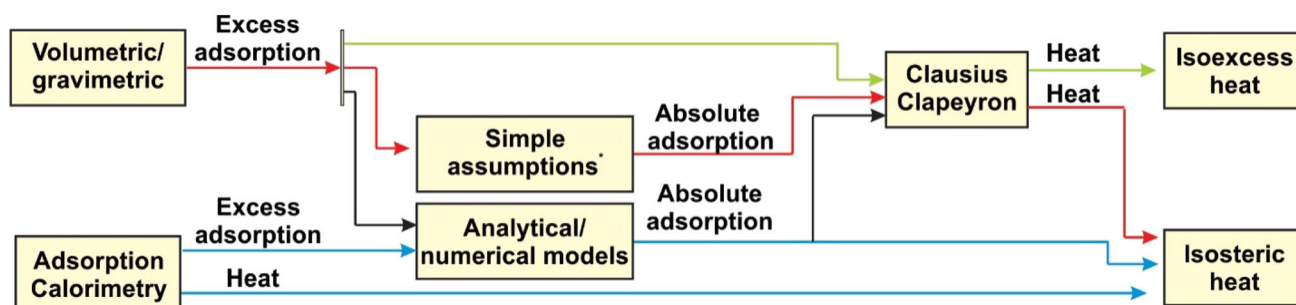 Volumetric/
gravimetric
Excess
adsorption
Simple
assumptions*
Absolute
adsorption
Clausius
Clapeyron
Heat
Heat
Isoexcess
heat
Adsorption
Calorimetry
Excess
adsorption
Heat
Analytical/
numerical models
Absolute
adsorption
Isosteric
heat